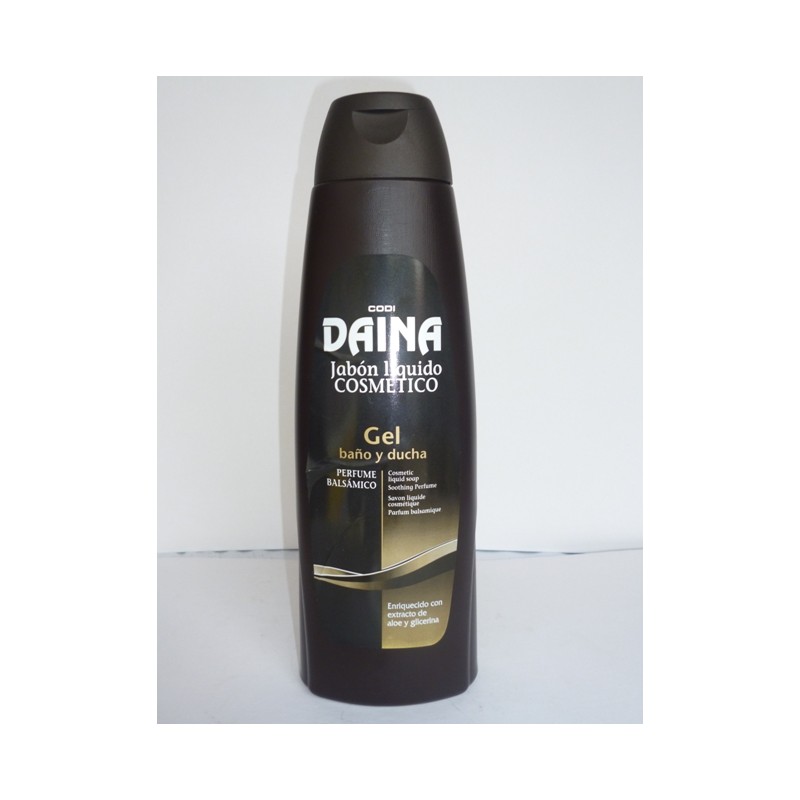 CODI
DAINA
Jabón líquido
COSMÉTICO
Gel
baño y ducha
PERFUME
BALSÁMICO
Cosmetic
liquid soap
Soothing Perfume
Savon liquide
cosmétique
Parfum balsamique
Enriquecido con
extracto de
aloe y glicerina